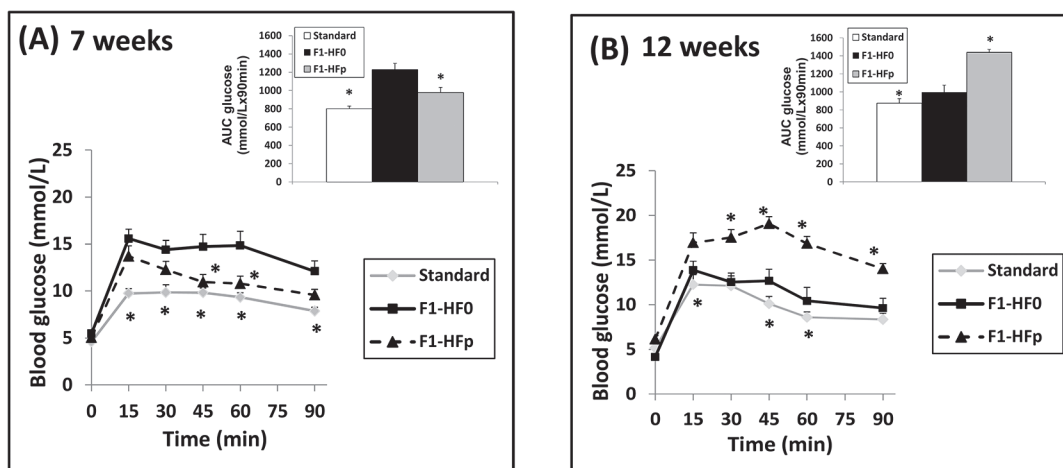 (A) 7 weeks
Standard
F1-HF0
F1-HFp
AUC glucose
(mmol/Lx90min)
1600
1400
1200
1000
800
600
400
200
0
*
*
Blood glucose (mmol/L)
25
20
15
10
5
0
* *
* * * * *
0 15 30 45 60 75 90
Time (min)
Standard
F1-HF0
F1-HFp
(B) 12 weeks
Standard
F1-HF0
F1-HFp
AUC glucose
(mmol/Lx90min)
1600
1400
1200
1000
800
600
400
200
0
*
*
Blood glucose (mmol/L)
25
20
15
10
5
0
* * * *
* * *
0 15 30 45 60 75 90
Time (min)
Standard
F1-HF0
F1-HFp